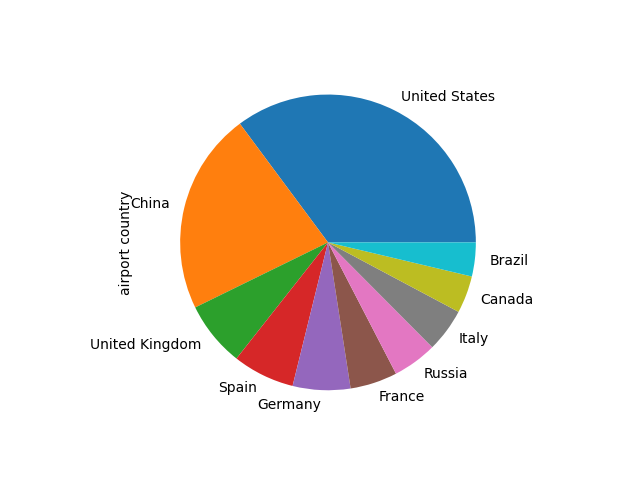 United States
China
airport country
United Kingdom
Spain
Germany
France
Russia
Italy
Canada
Brazil